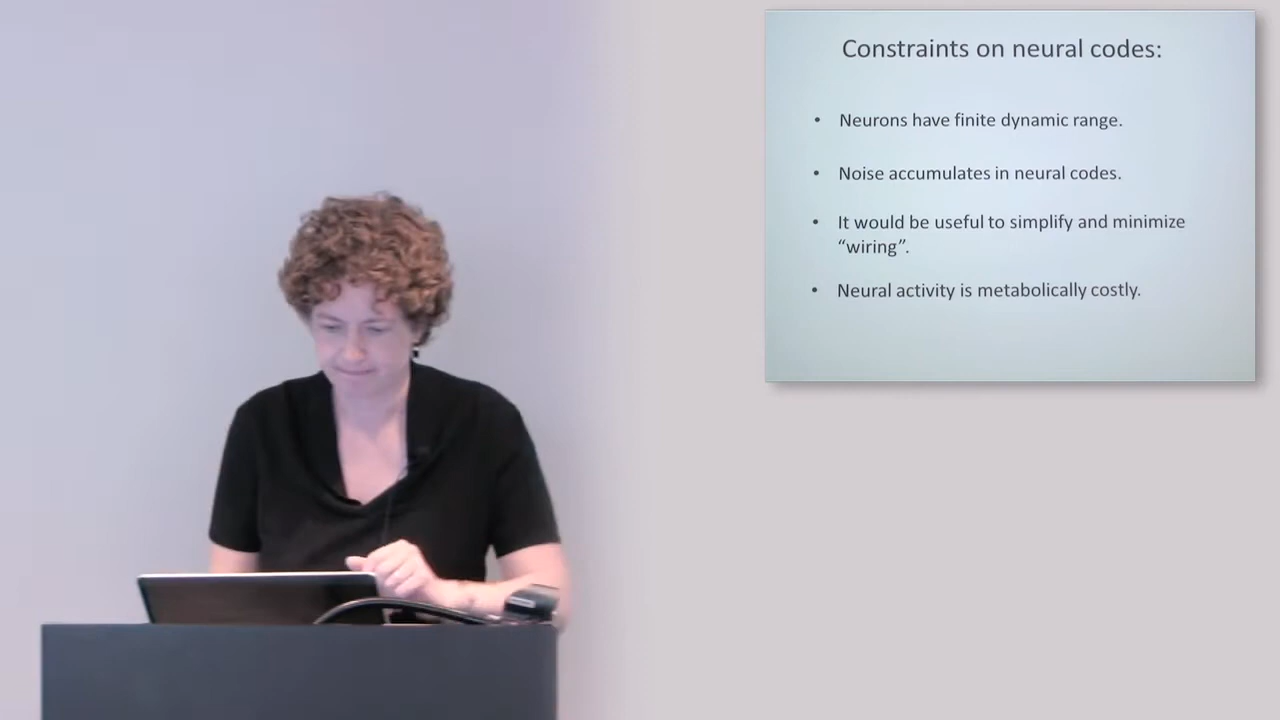 Constraints on neural codes:
• Neurons have finite dynamic range.
• Noise accumulates in neural codes.
• It would be useful to simplify and minimize
“wiring”.
• Neural activity is metabolically costly.